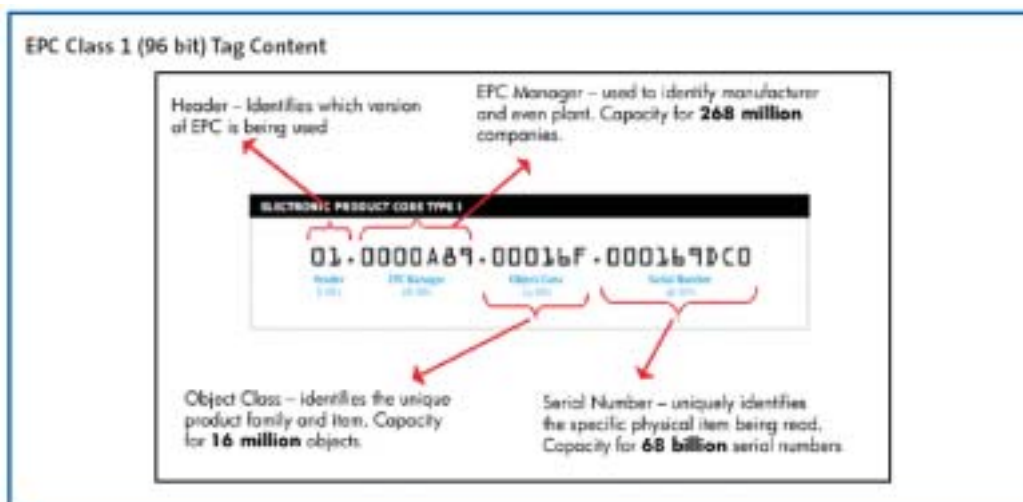 EPC Class 1 (96 bit) Tag Content
Header – Identifies which version
of EPC is being used
EPC Manager – used to identify manufacturer
and even plant. Capacity for 268 million
companies.
ELECTRONIC PRODUCT CODE TYPE 1
01.0000A89.00016F.000169DC0
Header EPC Manager Object Class Serial Number
Object Class – identifies the unique
product family and item. Capacity
for 16 million objects.
Serial Number – uniquely identifies
the specific physical item being read.
Capacity for 68 billion serial numbers